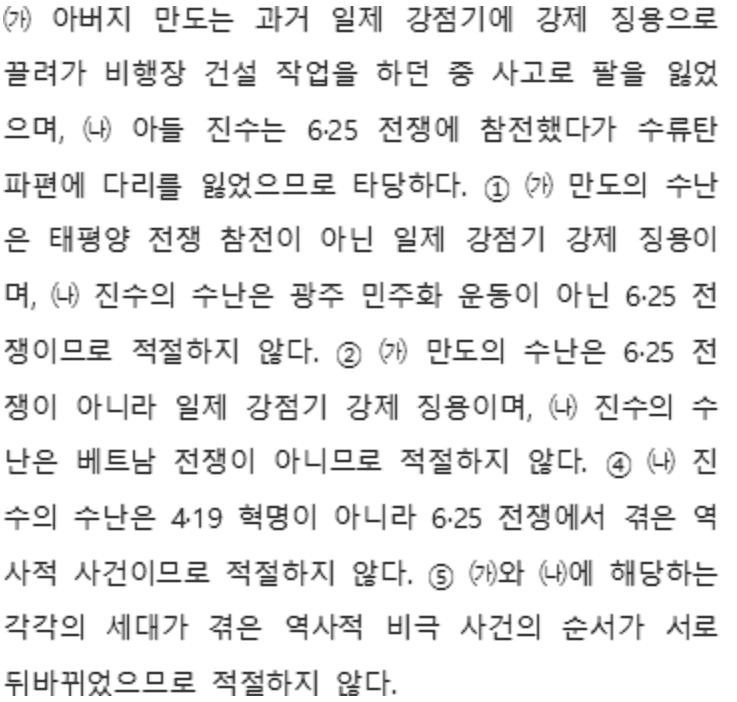 ㈎ 아버지 만도는 과거 일제 강점기에 강제 징용으로
끌려가 비행장 건설 작업을 하던 중 사고로 팔을 잃었
으며, ㈏ 아들 진수는 6·25 전쟁에 참전했다가 수류탄
파편에 다리를 잃었으므로 타당하다. ① ㈎ 만도의 수난
은 태평양 전쟁 참전이 아닌 일제 강점기 강제 징용이
며, ㈏ 진수의 수난은 광주 민주화 운동이 아닌 6·25 전
쟁이므로 적절하지 않다. ② ㈎ 만도의 수난은 6·25 전
쟁이 아니라 일제 강점기 강제 징용이며, ㈏ 진수의 수
난은 베트남 전쟁이 아니므로 적절하지 않다. ④ ㈏ 진
수의 수난은 4·19 혁명이 아니라 6·25 전쟁에서 겪은 역
사적 사건이므로 적절하지 않다. ⑤ ㈎와 ㈏에 해당하는
각각의 세대가 겪은 역사적 비극 사건의 순서가 서로
뒤바뀌었으므로 적절하지 않다.